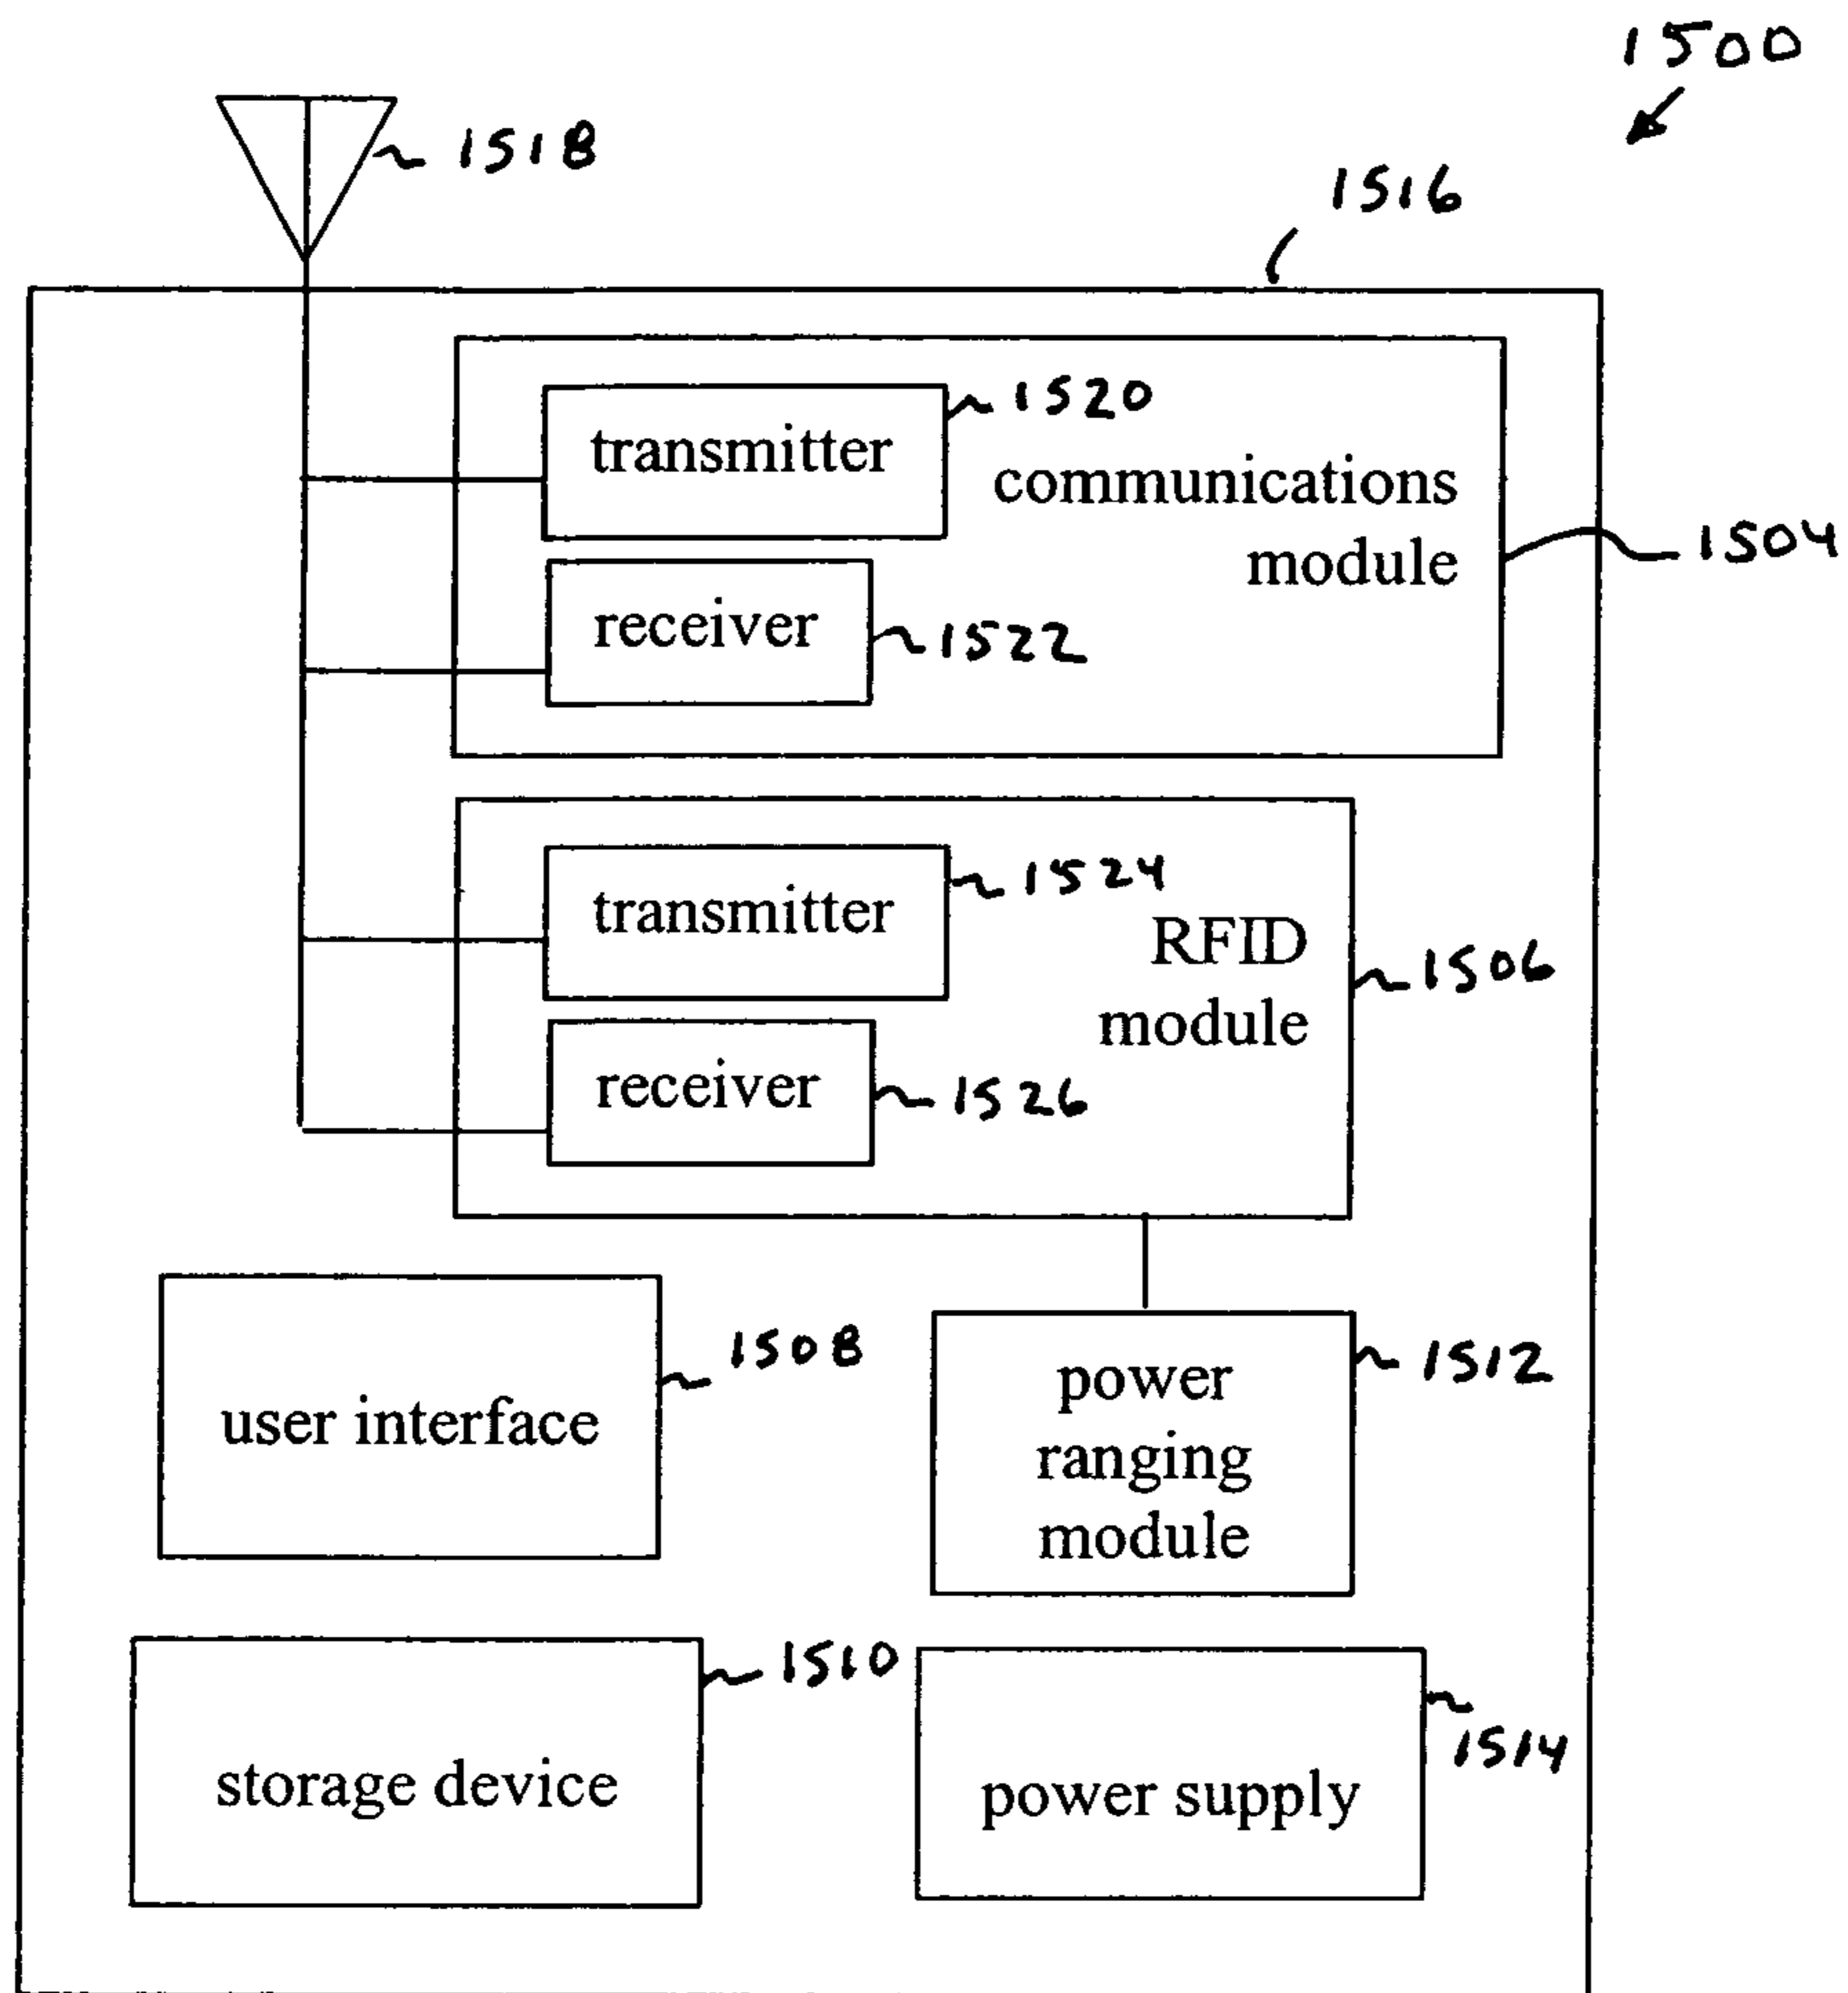 1500
1518
1516
1520
transmitter
communications
module
1504
receiver
1522
1524
transmitter
RFID
module
1506
receiver
1526
1508
user interface
1512
power
ranging
module
1510
storage device
1514
power supply